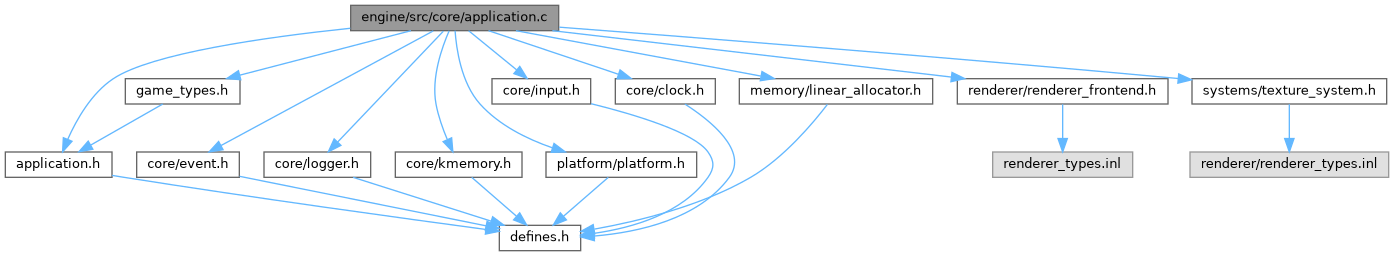 engine/src/core/application.c
game_types.h
core/input.h
core/clock.h
memory/linear_allocator.h
renderer/renderer_frontend.h
systems/texture_system.h
application.h
core/event.h
core/logger.h
core/kmemory.h
platform/platform.h
renderer_types.inl
renderer/renderer_types.inl
defines.h